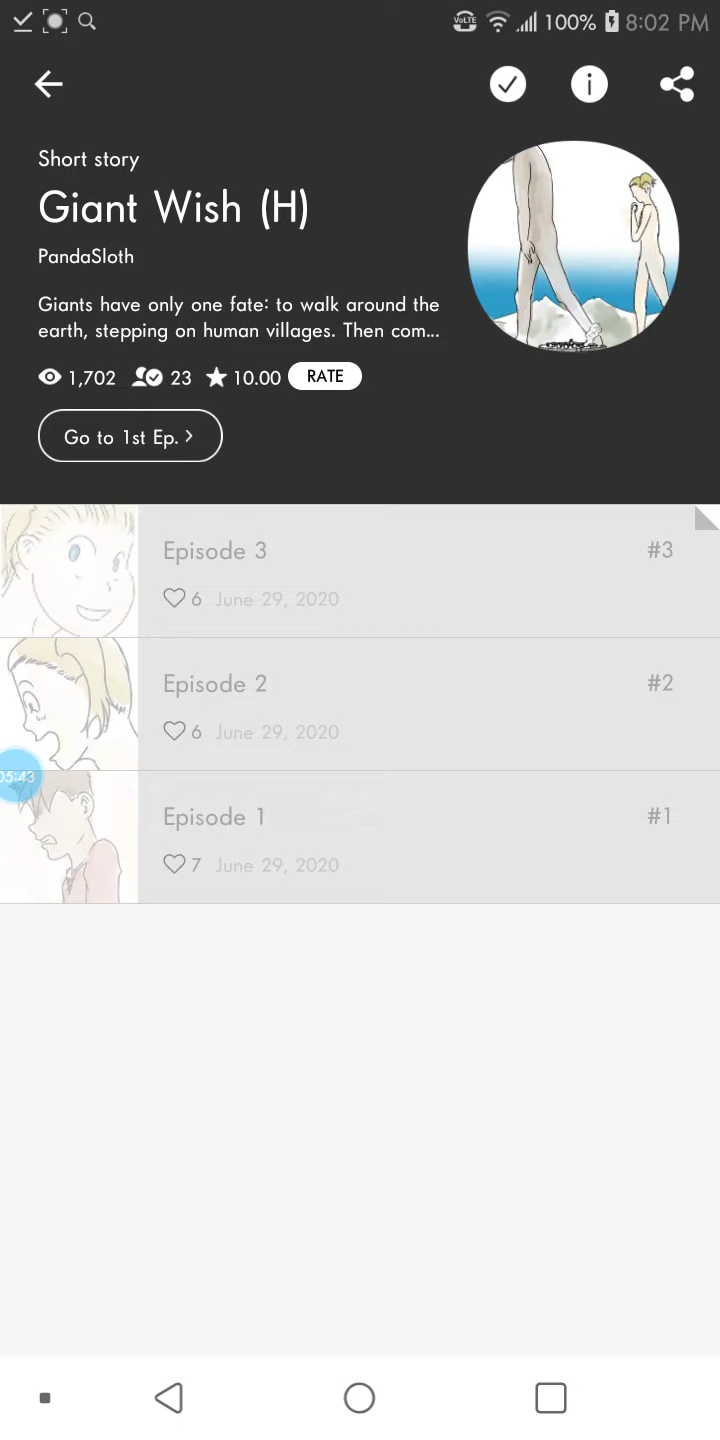 VoLTE 100% 8:02 PM
Short story
Giant Wish (H)
PandaSloth
Giants have only one fate: to walk around the
earth, stepping on human villages. Then com...
1,702 23 10.00 RATE
Go to 1st Ep. >
Episode 3 #3
6 June 29, 2020
Episode 2 #2
6 June 29, 2020
05:43
Episode 1 #1
7 June 29, 2020